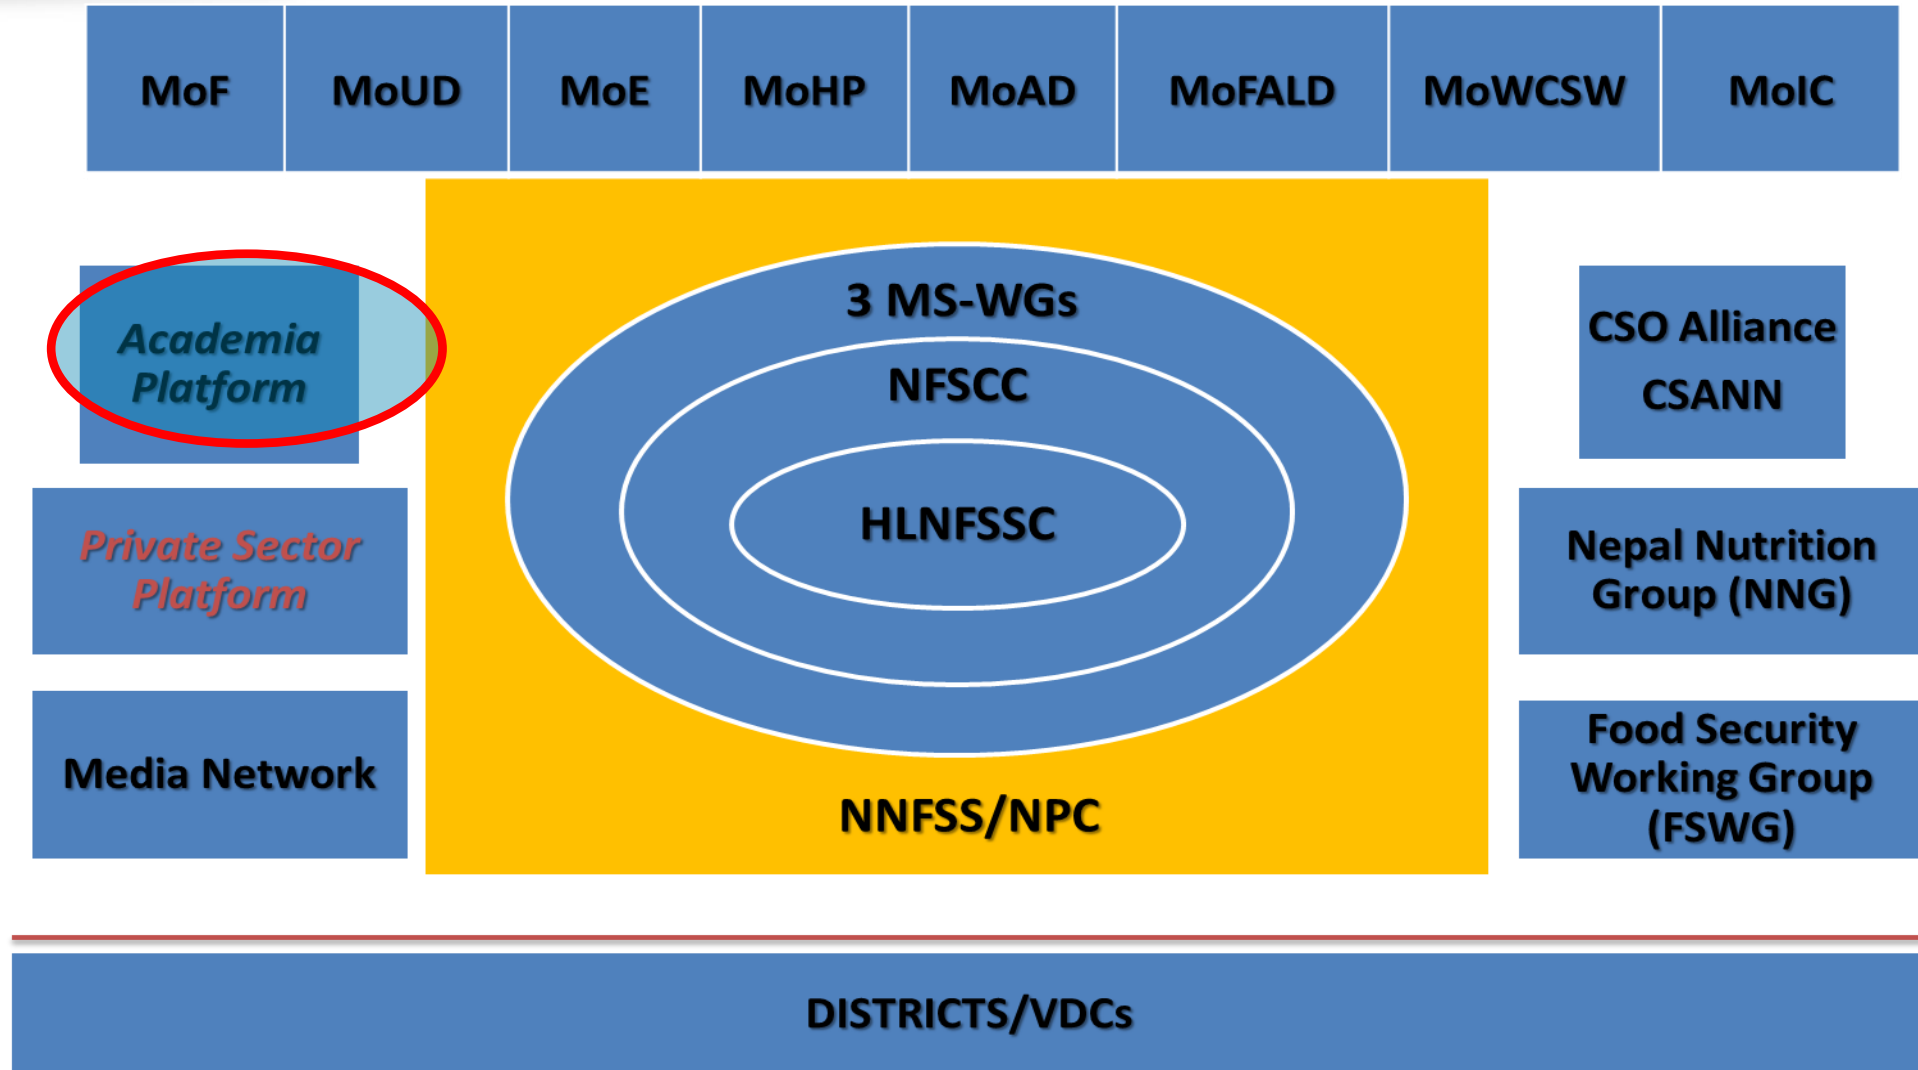 MoF
MoUD
MoE
MoHP
MoAD
MoFALD
MoWCSW
MoIC
Academia
Platform
Private Sector
Platform
Media Network
3 MS-WGs
NFSCC
HLNFSSC
NNFSS/NPC
CSO Alliance
CSANN
Nepal Nutrition
Group (NNG)
Food Security
Working Group
(FSWG)
DISTRICTS/VDCs